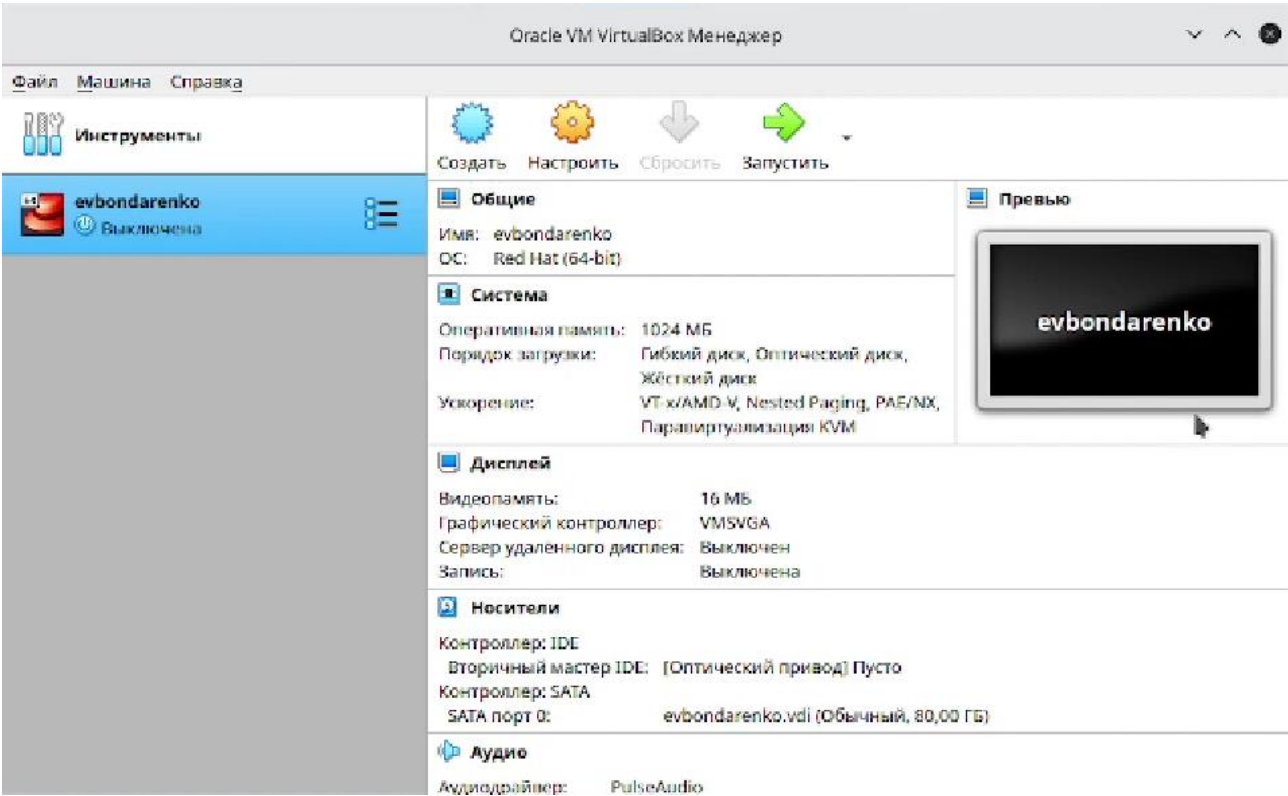 Oracle VM VirtualBox Менеджер
Файл Машина Справка
Инструменты
Создать Настроить Сбросить Запустить
evbondarenko
Выключена
Общие
Имя: evbondarenko
ОС: Red Hat (64-bit)
Превью
evbondarenko
Система
Оперативная память: 1024 МБ
Порядок загрузки: Гибкий диск, Оптический диск,
Жёсткий диск
Ускорение: VT-x/AMD-V, Nested Paging, PAE/NX,
Паравиртуализация KVM
Дисплей
Видеопамять: 16 МБ
Графический контроллер: VMSVGA
Сервер удалённого дисплея: Выключен
Запись: Выключена
Носители
Контроллер: IDE
Вторичный мастер IDE: [Оптический привод] Пусто
Контроллер: SATA
SATA порт 0: evbondarenko.vdi (Обычный, 80,00 ГБ)
Аудио
Аудиодрайвер: PulseAudio